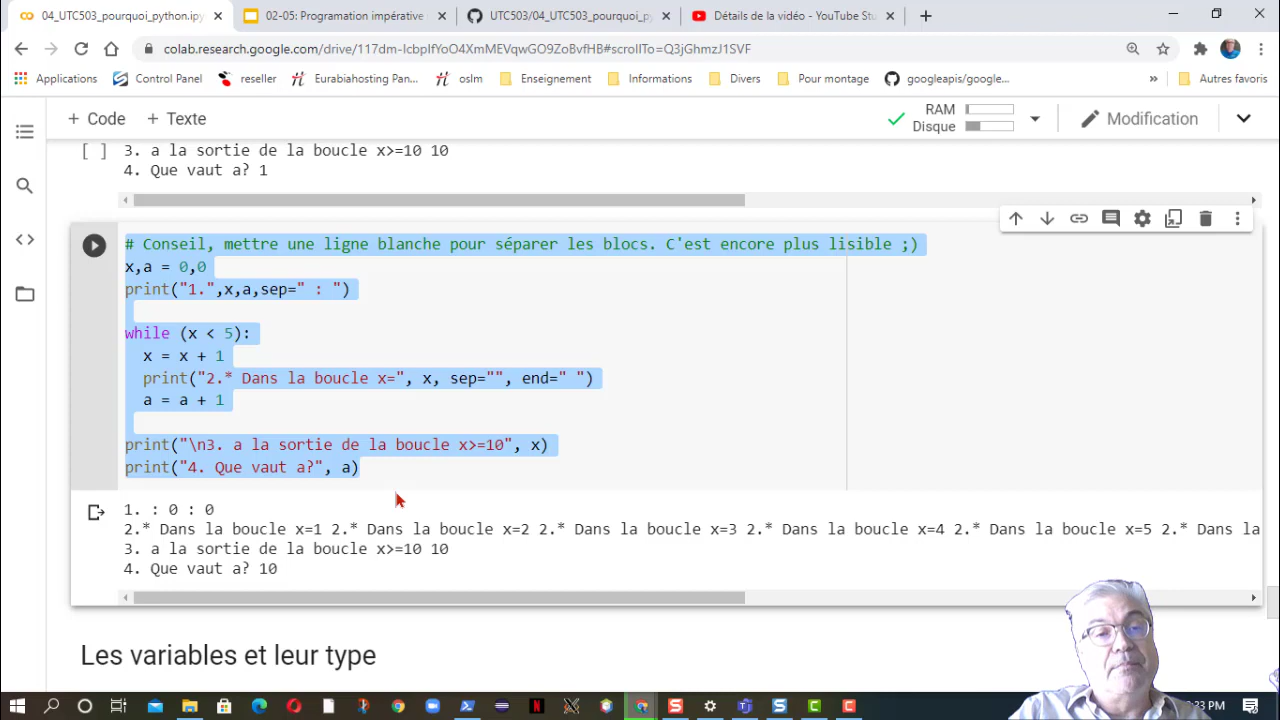 04_UTC503_pourquoi_python.ipy
02-05: Programation impérative
UTC503/04_UTC503_pourquoi_p
Détails de la vidéo - YouTube Stu
colab.research.google.com/drive/117dm-IcbpIfYoO4XmMEVqwGO9ZoBvfHB#scrollTo=Q3jGhmzJ1SVF
Applications Control Panel reseller Eurabiahosting Pan... oslm Enseignement Informations Divers Pour montage googleapis/google... » Autres favoris
+ Code + Texte RAM Disque Modification
[ ] 3. a la sortie de la boucle x>=10 10
4. Que vaut a? 1
# Conseil, mettre une ligne blanche pour séparer les blocs. C'est encore plus lisible ;)
x,a = 0,0
print("1.",x,a,sep=" : ")
while (x < 5):
x = x + 1
print("2.* Dans la boucle x=", x, sep="", end=" ")
a = a + 1
print("\n3. a la sortie de la boucle x>=10", x)
print("4. Que vaut a?", a)
1. : 0 : 0
2.* Dans la boucle x=1 2.* Dans la boucle x=2 2.* Dans la boucle x=3 2.* Dans la boucle x=4 2.* Dans la boucle x=5 2.* Dans la
3. a la sortie de la boucle x>=10 10
4. Que vaut a? 10
Les variables et leur type